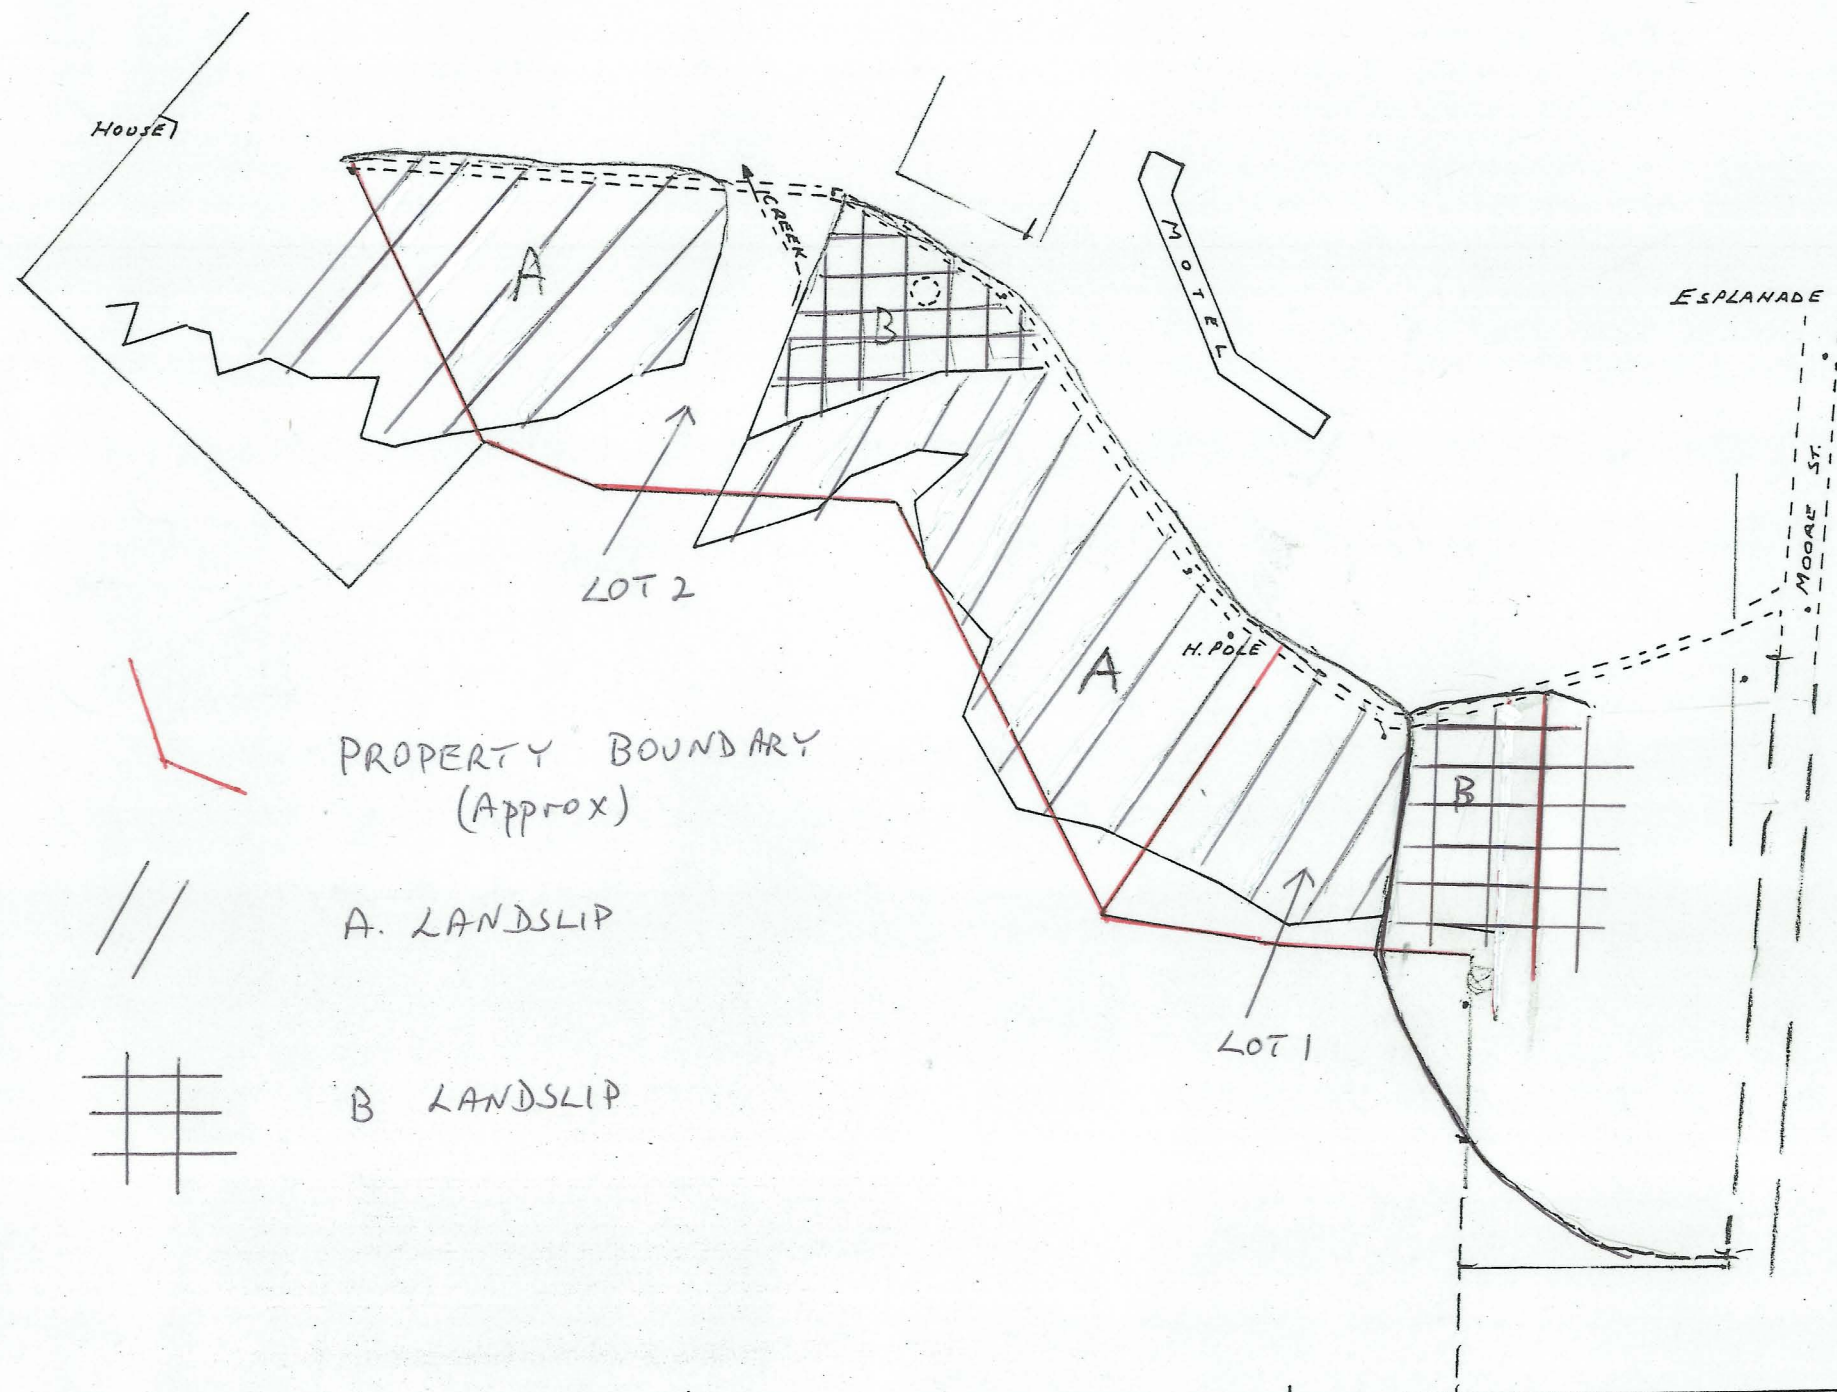 HOUSE
CREEK
MOTEL
ESPLANADE
A
B
MOORE ST.
LOT 2
H. POLE
A
B
PROPERTY BOUNDARY
(Approx)
A. LANDSLIP
LOT 1
B LANDSLIP